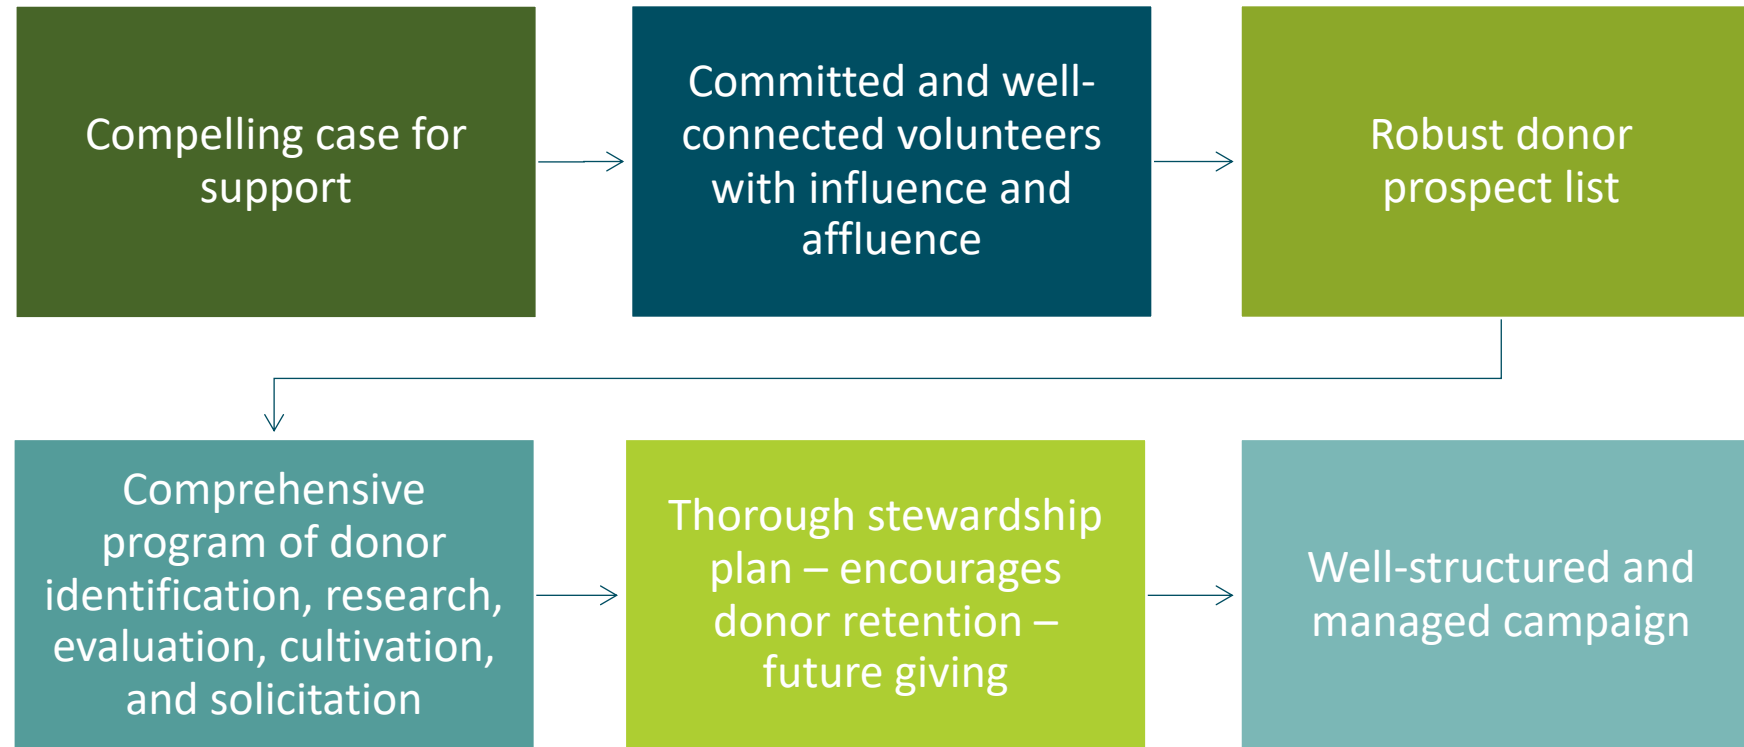 Compelling case for
support
Committed and well-
connected volunteers
with influence and
affluence
Robust donor
prospect list
Comprehensive
program of donor
identification, research,
evaluation, cultivation,
and solicitation
Thorough stewardship
plan – encourages
donor retention –
future giving
Well-structured and
managed campaign